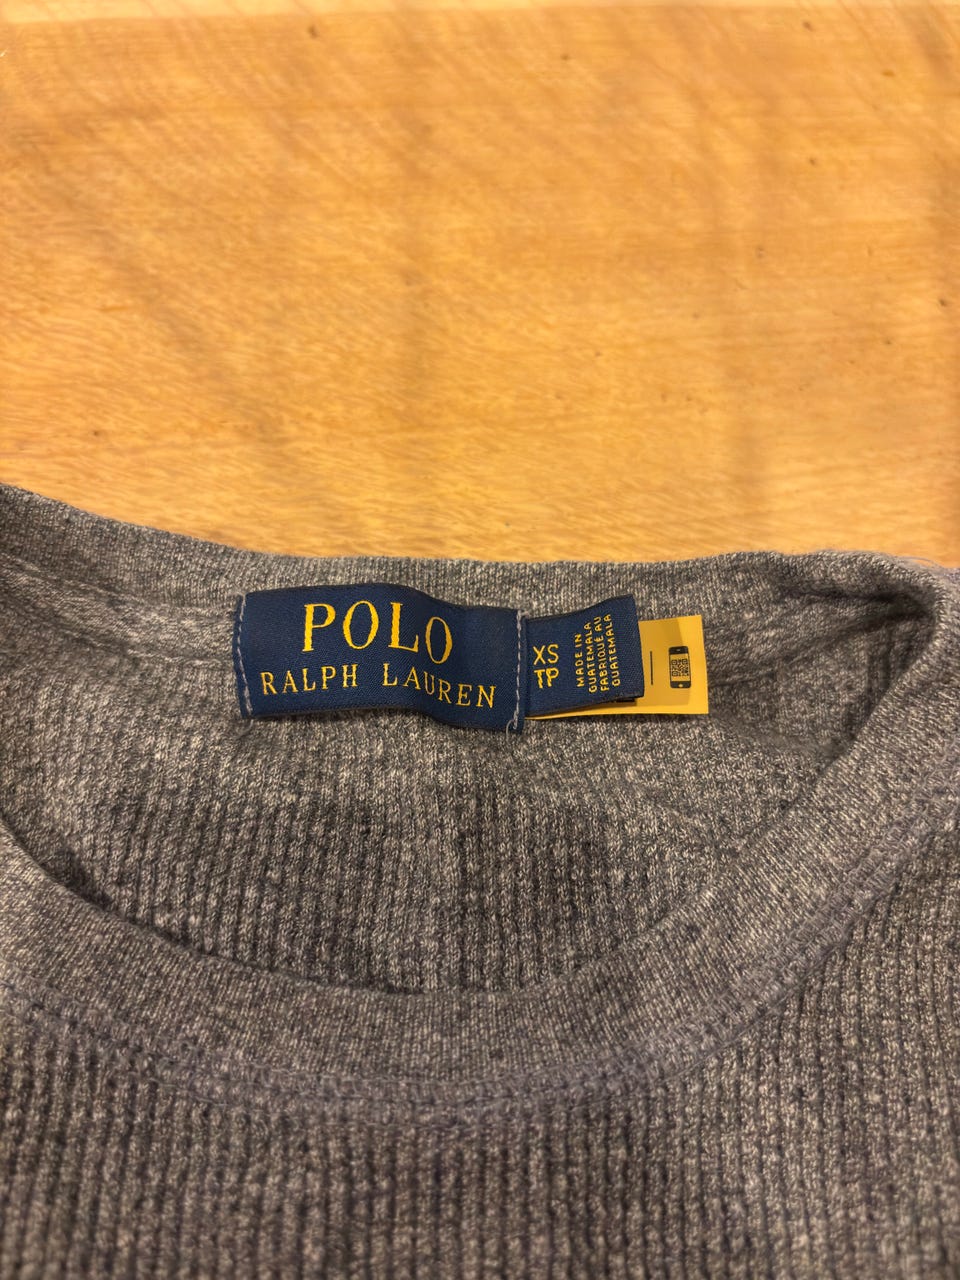 POLO
RALPH LAUREN
XS
TP
MADE IN
GUATEMALA
FABRIQUÉ AU
GUATEMALA